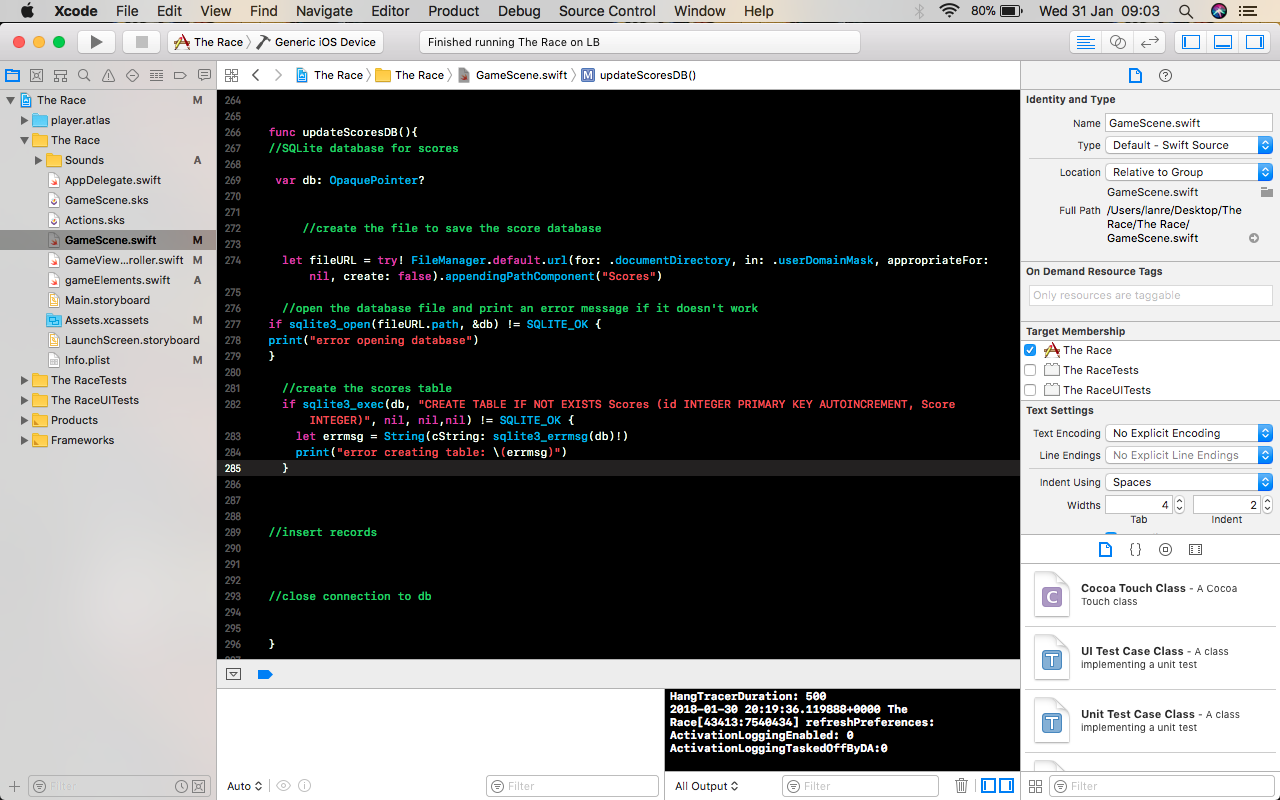 Xcode File Edit View Find Navigate Editor Product Debug Source Control Window Help 80% Wed 31 Jan 09:03
The Race Generic iOS Device Finished running The Race on LB
The Race The Race GameScene.swift M updateScoresDB()
The Race M
player.atlas
The Race
Sounds A
AppDelegate.swift
GameScene.sks
Actions.sks
GameScene.swift M
GameView...roller.swift M
gameElements.swift A
Main.storyboard
Assets.xcassets M
LaunchScreen.storyboard
Info.plist M
The RaceTests
The RaceUITests
Products
Frameworks
Filter
264
265
266 func updateScoresDB(){
267 //SQLite database for scores
268
269 var db: OpaquePointer?
270
271
272 //create the file to save the score database
273
274 let fileURL = try! FileManager.default.url(for: .documentDirectory, in: .userDomainMask, appropriateFor:
nil, create: false).appendingPathComponent("Scores")
275
276 //open the database file and print an error message if it doesn't work
277 if sqlite3_open(fileURL.path, &db) != SQLITE_OK {
278 print("error opening database")
279 }
280
281 //create the scores table
282 if sqlite3_exec(db, "CREATE TABLE IF NOT EXISTS Scores (id INTEGER PRIMARY KEY AUTOINCREMENT, Score
INTEGER)", nil, nil,nil) != SQLITE_OK {
283 let errmsg = String(cString: sqlite3_errmsg(db)!)
284 print("error creating table: \(errmsg)")
285 }
286
287
288
289 //insert records
290
291
292
293 //close connection to db
294
295
296 }
Auto
Filter
HangTracerDuration: 500
2018-01-30 20:19:36.119888+0000 The
Race[43413:7540434] refreshPreferences:
ActivationLoggingEnabled: 0
ActivationLoggingTaskedOffByDA:0
All Output
Filter
Identity and Type
Name GameScene.swift
Type Default - Swift Source
Location Relative to Group
GameScene.swift
Full Path /Users/lanre/Desktop/The
Race/The Race/
GameScene.swift
On Demand Resource Tags
Only resources are taggable
Target Membership
The Race
The RaceTests
The RaceUITests
Text Settings
Text Encoding No Explicit Encoding
Line Endings No Explicit Line Endings
Indent Using Spaces
Widths 4 2
Tab Indent
{}
C
Cocoa Touch Class - A Cocoa
Touch class
T
UI Test Case Class - A class
implementing a unit test
T
Unit Test Case Class - A class
implementing a unit test
Filter